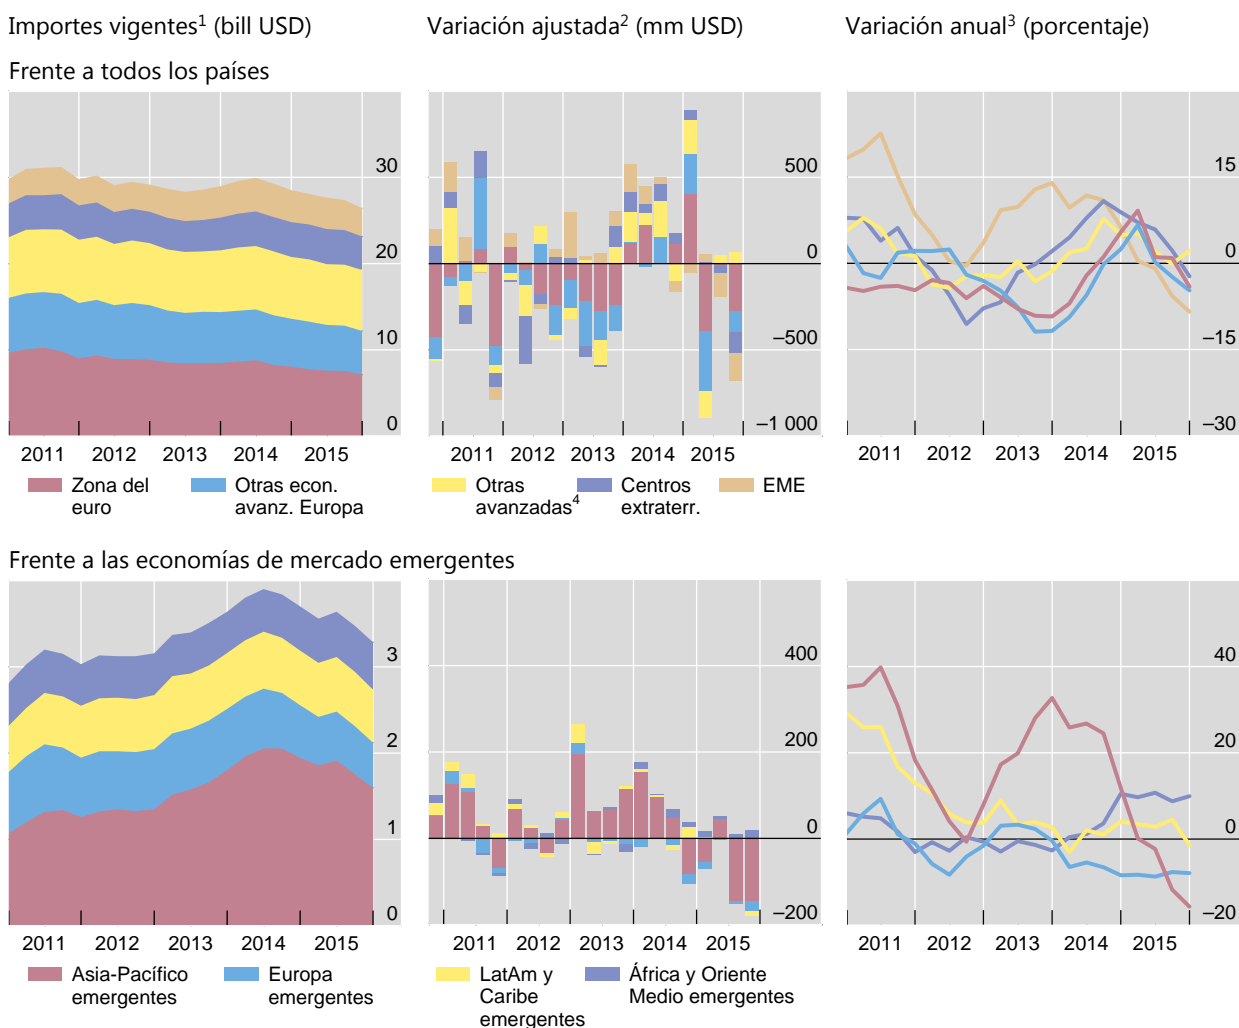 Importes vigentes¹ (bill USD)
Variación ajustada² (mm USD)
Variación anual³ (porcentaje)
Frente a todos los países
30
20
10
0
2011 2012 2013 2014 2015
500
0
–500
–1 000
2011 2012 2013 2014 2015
15
0
–15
–30
2011 2012 2013 2014 2015
Zona del
euro
Otras econ.
avanz. Europa
Otras
avanzadas⁴
Centros
extraterr.
EME
Frente a las economías de mercado emergentes
3
2
1
0
2011 2012 2013 2014 2015
400
200
0
–200
2011 2012 2013 2014 2015
40
20
0
–20
2011 2012 2013 2014 2015
Asia-Pacífico
emergentes
Europa
emergentes
LatAm y
Caribe
emergentes
África y Oriente
Medio emergentes